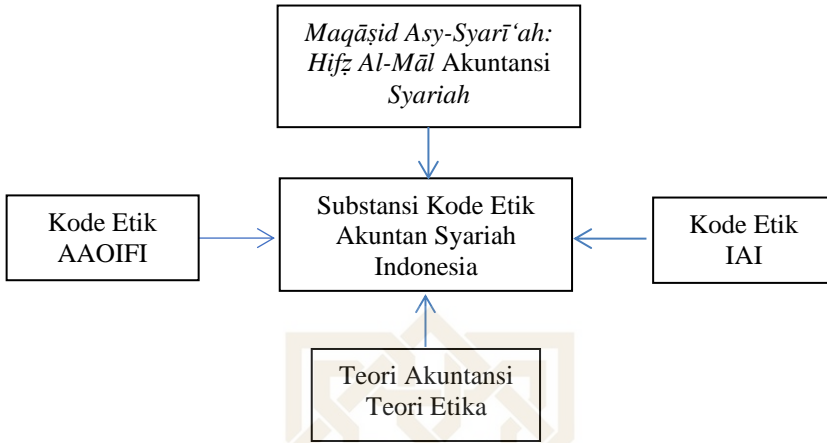 Maqāṣid Asy-Syarī‘ah:
Hifẓ Al-Māl Akuntansi
Syariah
Kode Etik
AAOIFI
Substansi Kode Etik
Akuntan Syariah
Indonesia
Kode Etik
IAI
Teori Akuntansi
Teori Etika